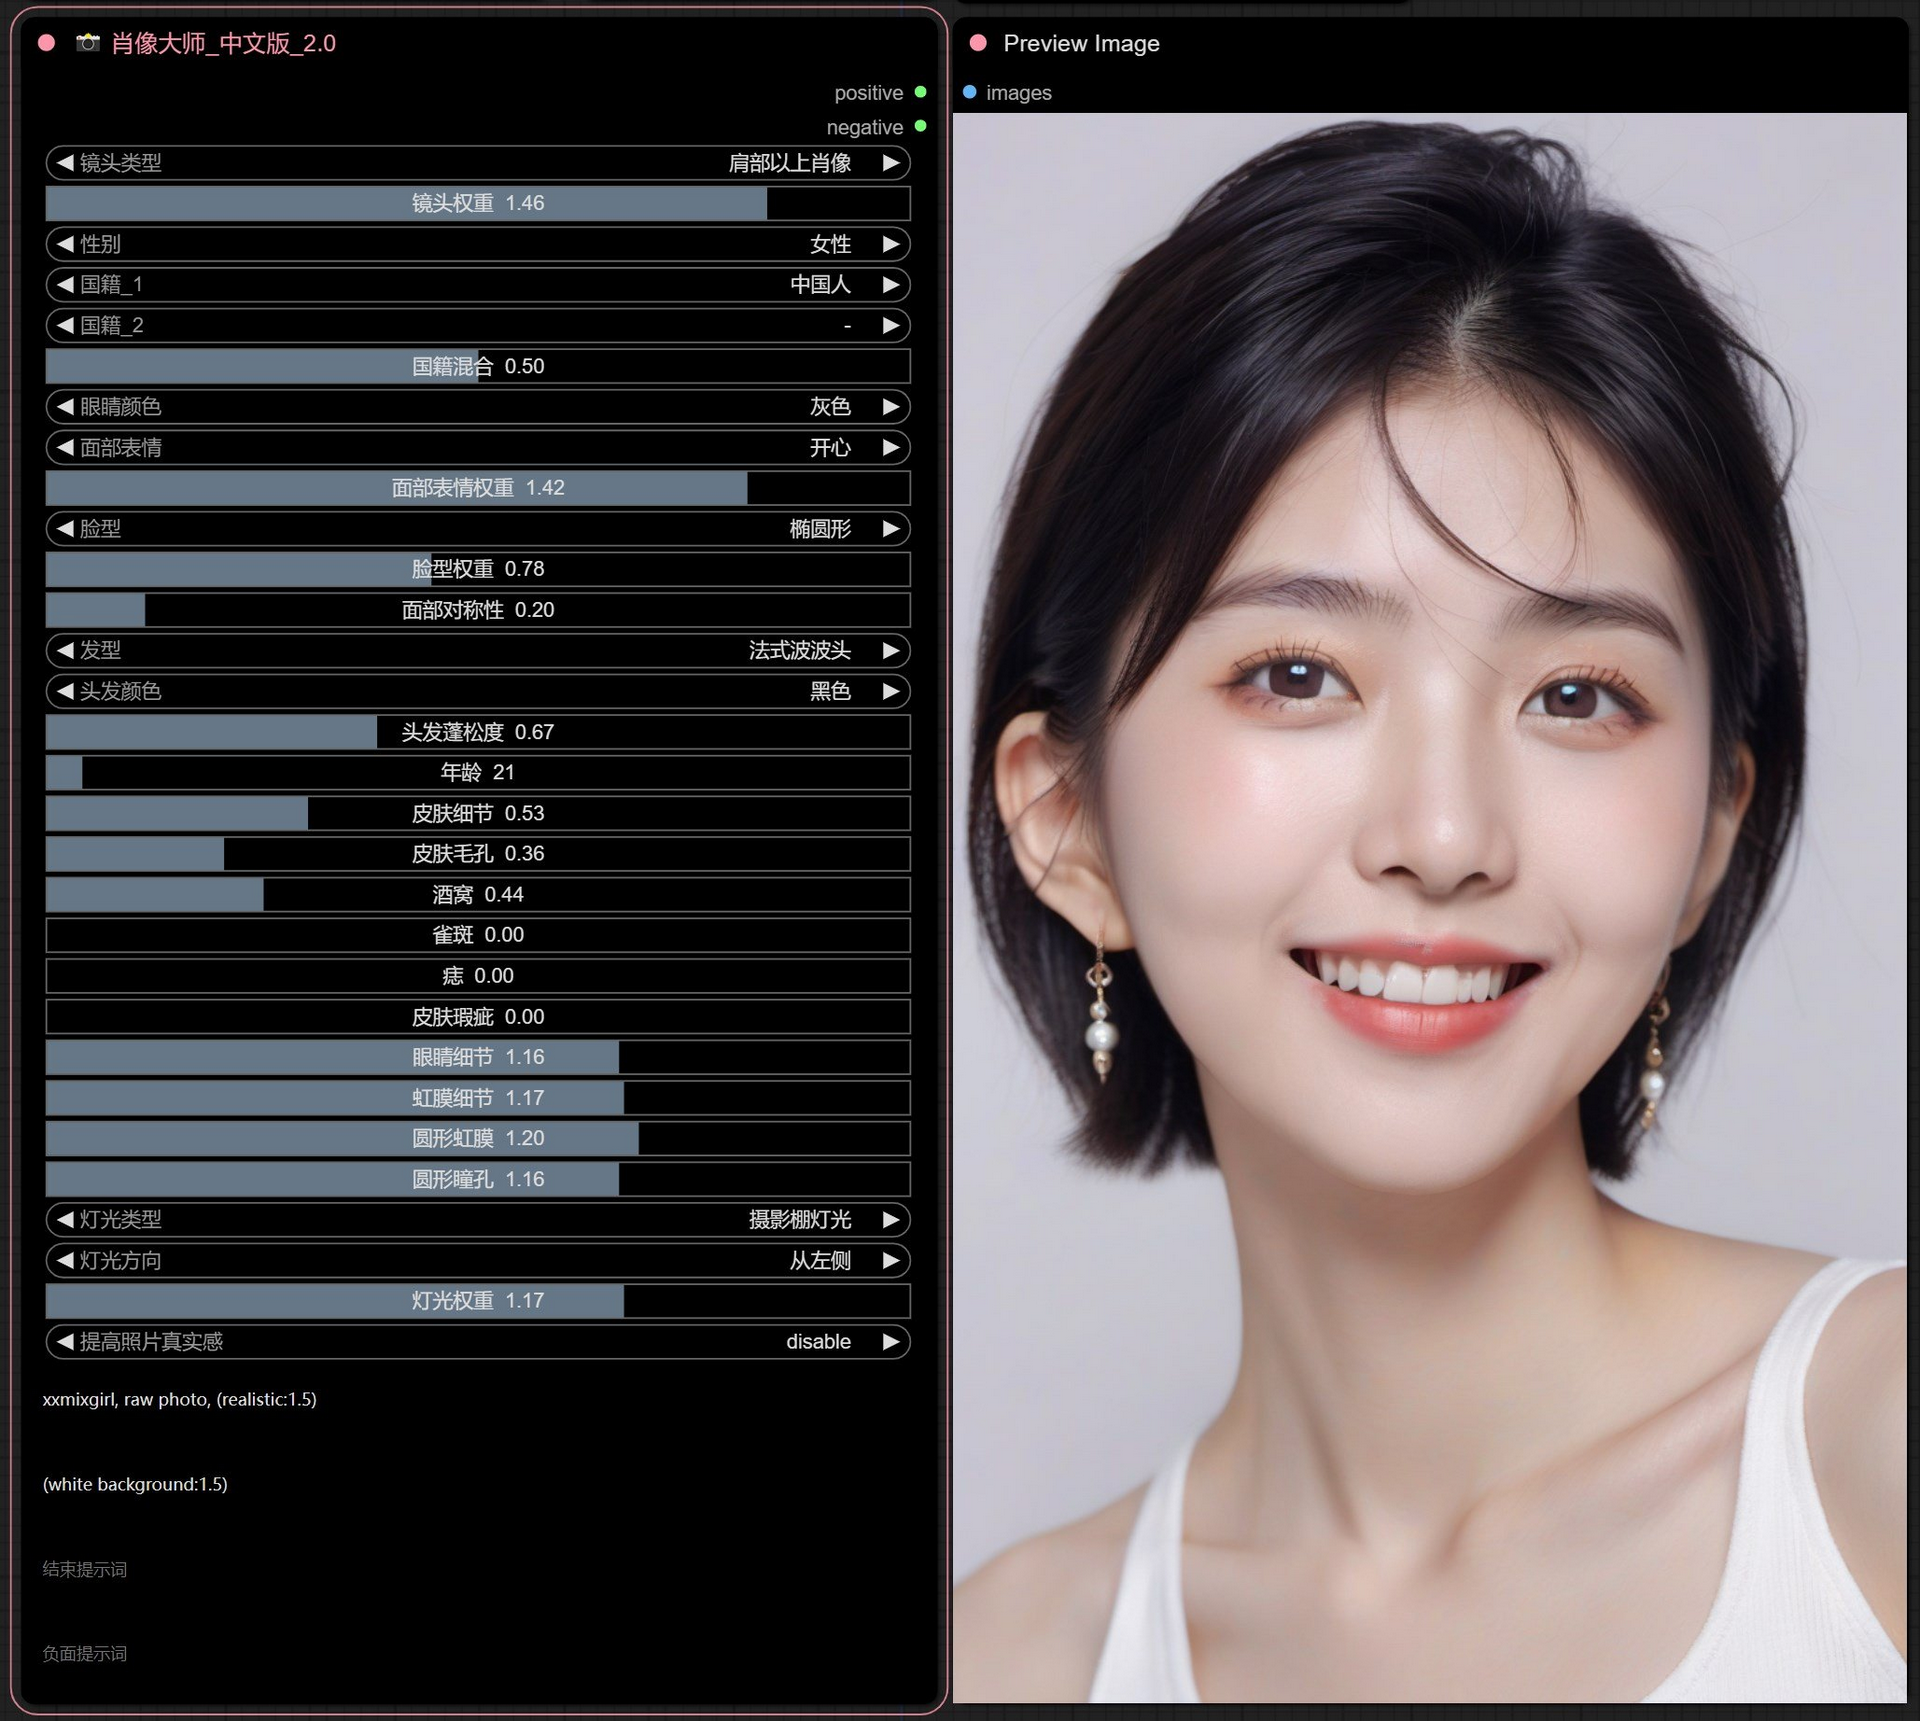 肖像大师_中文版_2.0
positive
negative
镜头类型 肩部以上肖像
镜头权重 1.46
性别 女性
国籍_1 中国人
国籍_2 -
国籍混合 0.50
眼睛颜色 灰色
面部表情 开心
面部表情权重 1.42
脸型 椭圆形
脸型权重 0.78
面部对称性 0.20
发型 法式波波头
头发颜色 黑色
头发蓬松度 0.67
年龄 21
皮肤细节 0.53
皮肤毛孔 0.36
酒窝 0.44
雀斑 0.00
痣 0.00
皮肤瑕疵 0.00
眼睛细节 1.16
虹膜细节 1.17
圆形虹膜 1.20
圆形瞳孔 1.16
灯光类型 摄影棚灯光
灯光方向 从左侧
灯光权重 1.17
提高照片真实感 disable
xxmixgirl, raw photo, (realistic:1.5)
(white background:1.5)
结束提示词
负面提示词
Preview Image
images